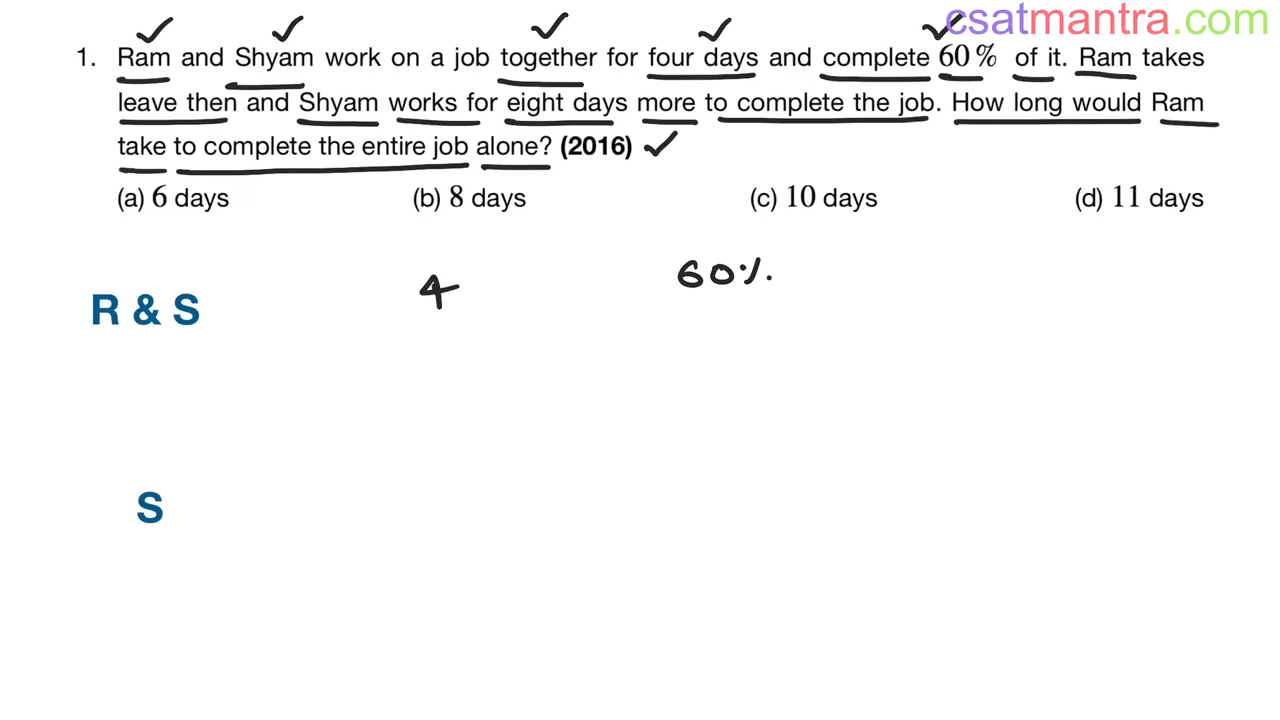 csatmantra.com
1. Ram and Shyam work on a job together for four days and complete 60 % of it. Ram takes
leave then and Shyam works for eight days more to complete the job. How long would Ram
take to complete the entire job alone? (2016)
(a) 6 days (b) 8 days (c) 10 days (d) 11 days
R & S 4 60%
S